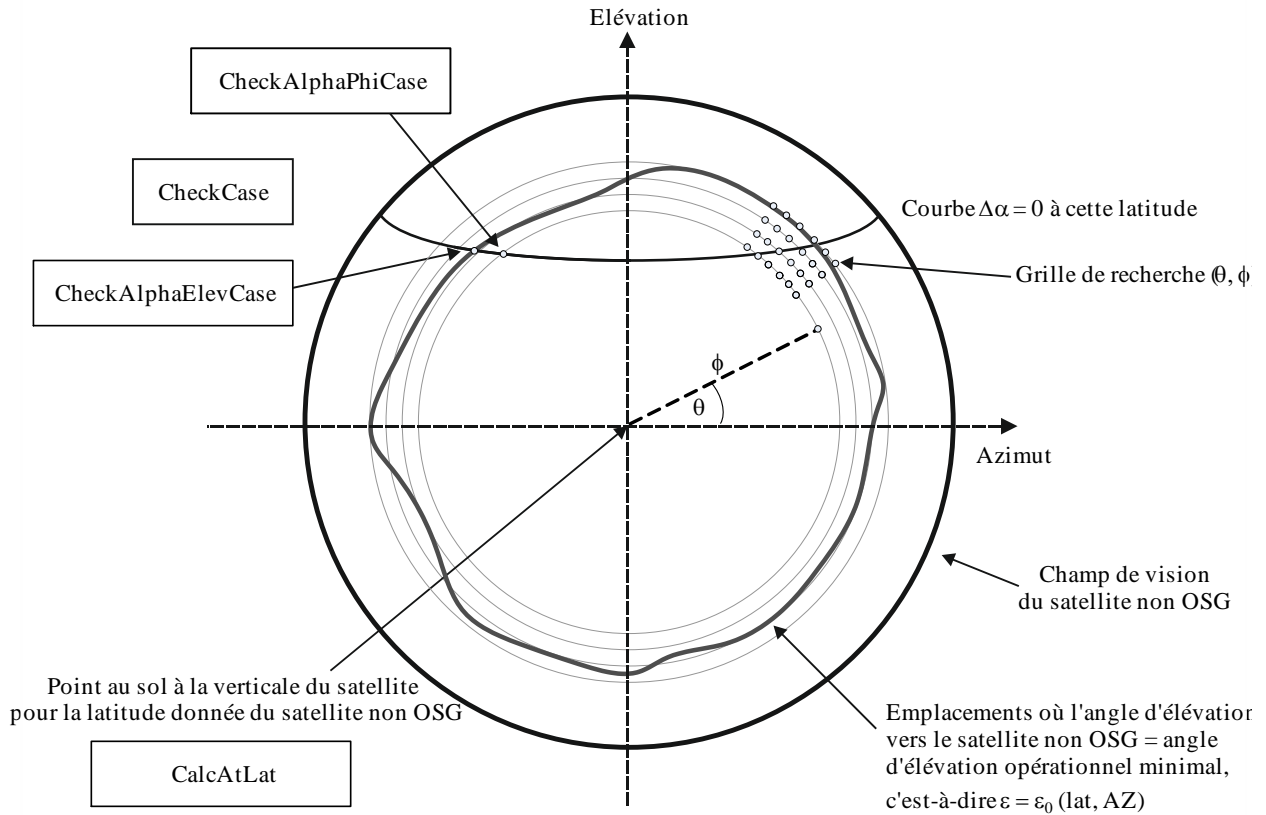 Elévation
CheckAlphaPhiCase
CheckCase
Courbe Δα = 0 à cette latitude
CheckAlphaElevCase
Grille de recherche (θ, ϕ
ϕ
θ
Azimut
Champ de vision
du satellite non OSG
Point au sol à la verticale du satellite
pour la latitude donnée du satellite non OSG
CalcAtLat
Emplacements où l'angle d'élévation
vers le satellite non OSG = angle
d'élévation opérationnel minimal,
c'est-à-dire ε = ε₀ (lat, AZ)